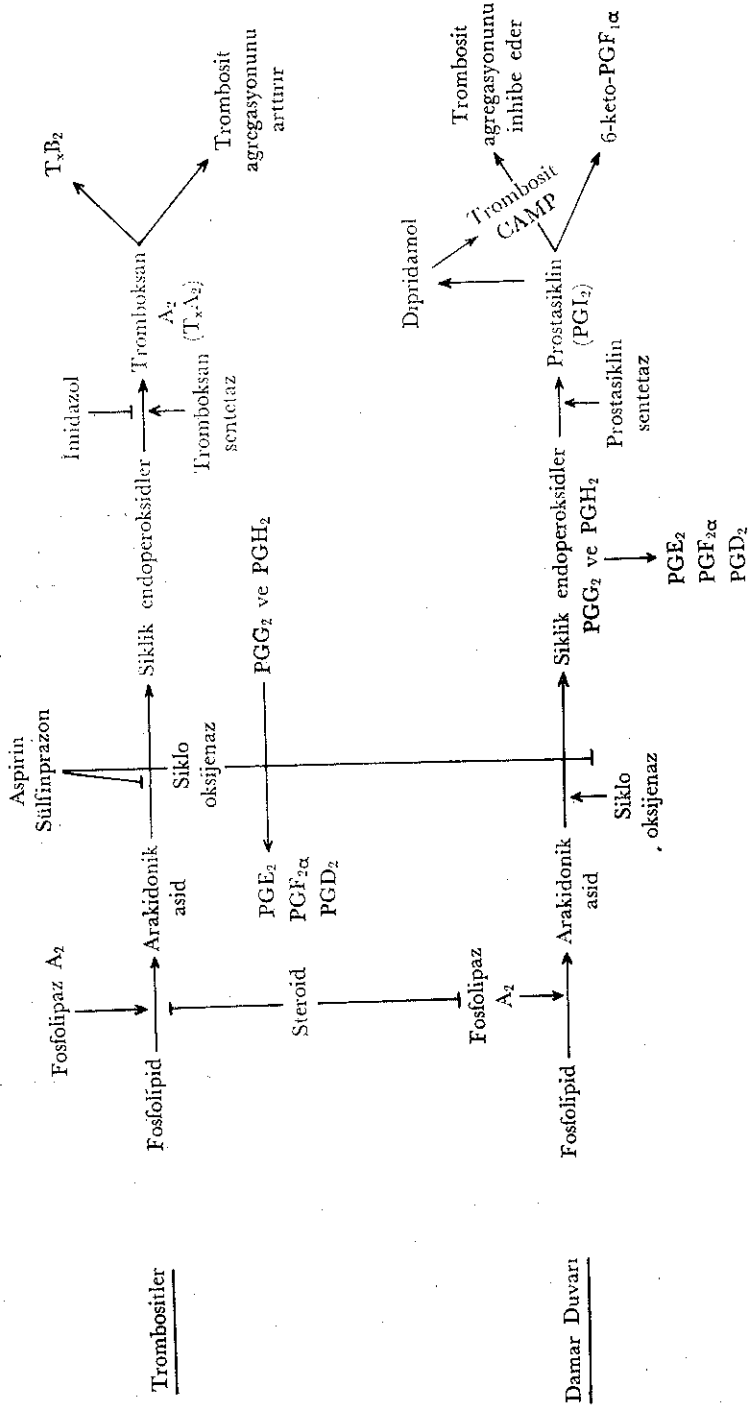 Trombositler
Fosfolipid
Fosfolipaz A₂
Arakidonik
asid
Aspirin
Sülfinprazon
Siklo
oksijenaz
Siklik endoperoksidler
PGG₂ ve PGH₂
PGE₂
PGF₂α
PGD₂
İmidazol
Tromboksan
sentetaz
Tromboksan
A₂
(TₓA₂)
TₓB₂
Trombosit
agregasyonunu
arttırır
Steroid
Damar Duvarı
Fosfolipid
Fosfolipaz
A₂
Arakidonik
asid
Siklo
oksijenaz
Siklik endoperoksidler
PGG₂ ve PGH₂
PGE₂
PGF₂α
PGD₂
Prostasiklin
sentetaz
Prostasiklin
(PGI₂)
Dipridamol
Trombosit
CAMP
Trombosit
agregasyonunu
inhibe eder
6-keto-PGF₁α